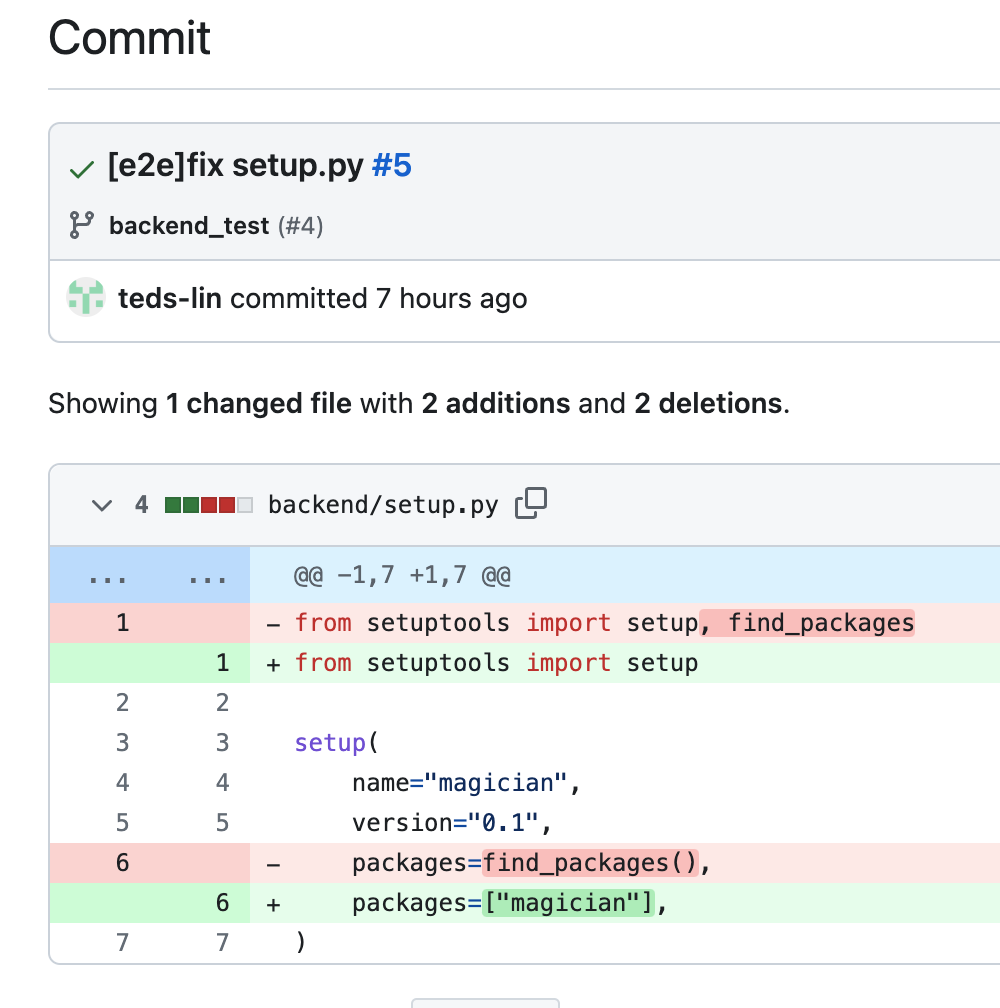 Commit
[e2e]fix setup.py #5
backend_test (#4)
teds-lin committed 7 hours ago
Showing 1 changed file with 2 additions and 2 deletions.
4 backend/setup.py
... ... @@ -1,7 +1,7 @@
1 - from setuptools import setup, find_packages
1 + from setuptools import setup
2 2
3 3 setup(
4 4 name="magician",
5 5 version="0.1",
6 - packages=find_packages(),
6 + packages=["magician"],
7 7 )